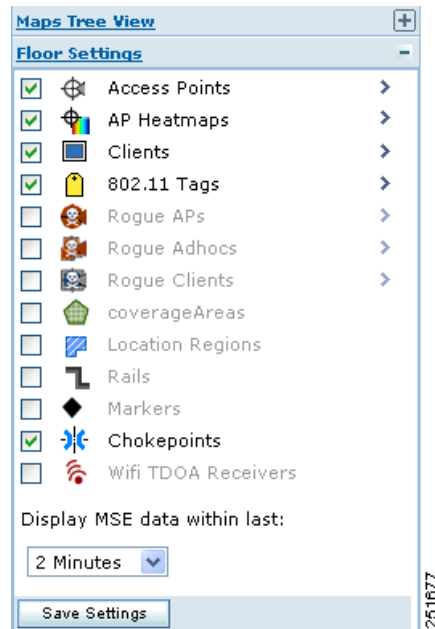 Maps Tree View
Floor Settings
Access Points
AP Heatmaps
Clients
802.11 Tags
Rogue APs
Rogue Adhocs
Rogue Clients
coverageAreas
Location Regions
Rails
Markers
Chokepoints
Wifi TDOA Receivers
Display MSE data within last:
2 Minutes
Save Settings
251677